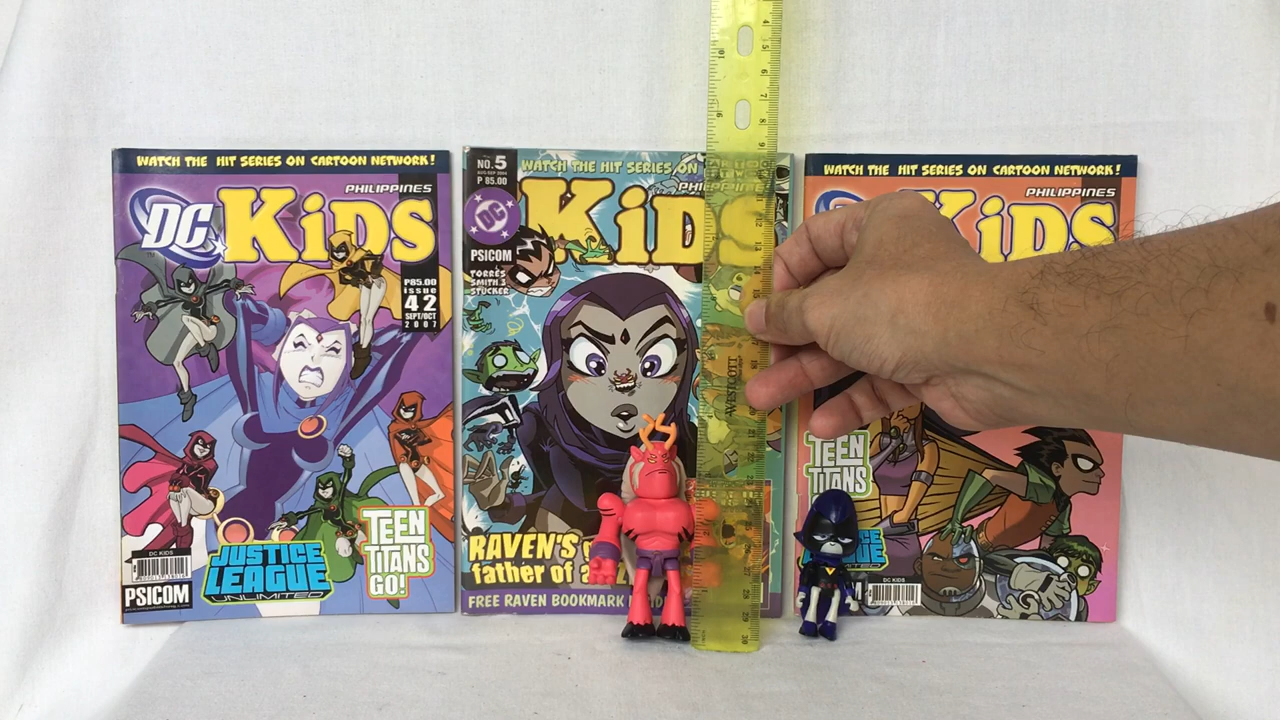 WATCH THE HIT SERIES ON CARTOON NETWORK!
PHILIPPINES
DC KiDS
P85.00
issue
42
SEPT/OCT
2007
JUSTICE
LEAGUE
UNLIMITED
TEEN
TITANS
GO!
DC KIDS
PSICOM
NO.5
AUG-SEP 2004
P 85.00
WATCH THE HIT SERIES ON
DC
KiDS
PSICOM
TORRES
SMITH &
STUCKER
RAVEN'S
father of
FREE RAVEN BOOKMARK
WESTCOTT
WATCH THE HIT SERIES ON CARTOON NETWORK!
PHILIPPINES
KiDS
TEEN
TITANS
DC KIDS